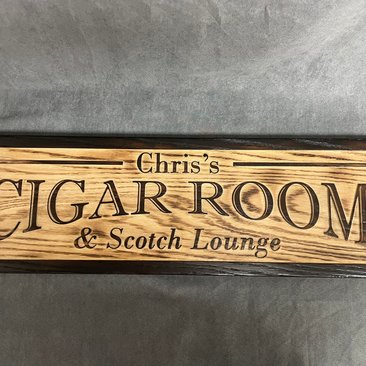 Chris's
CIGAR ROOM
& Scotch Lounge